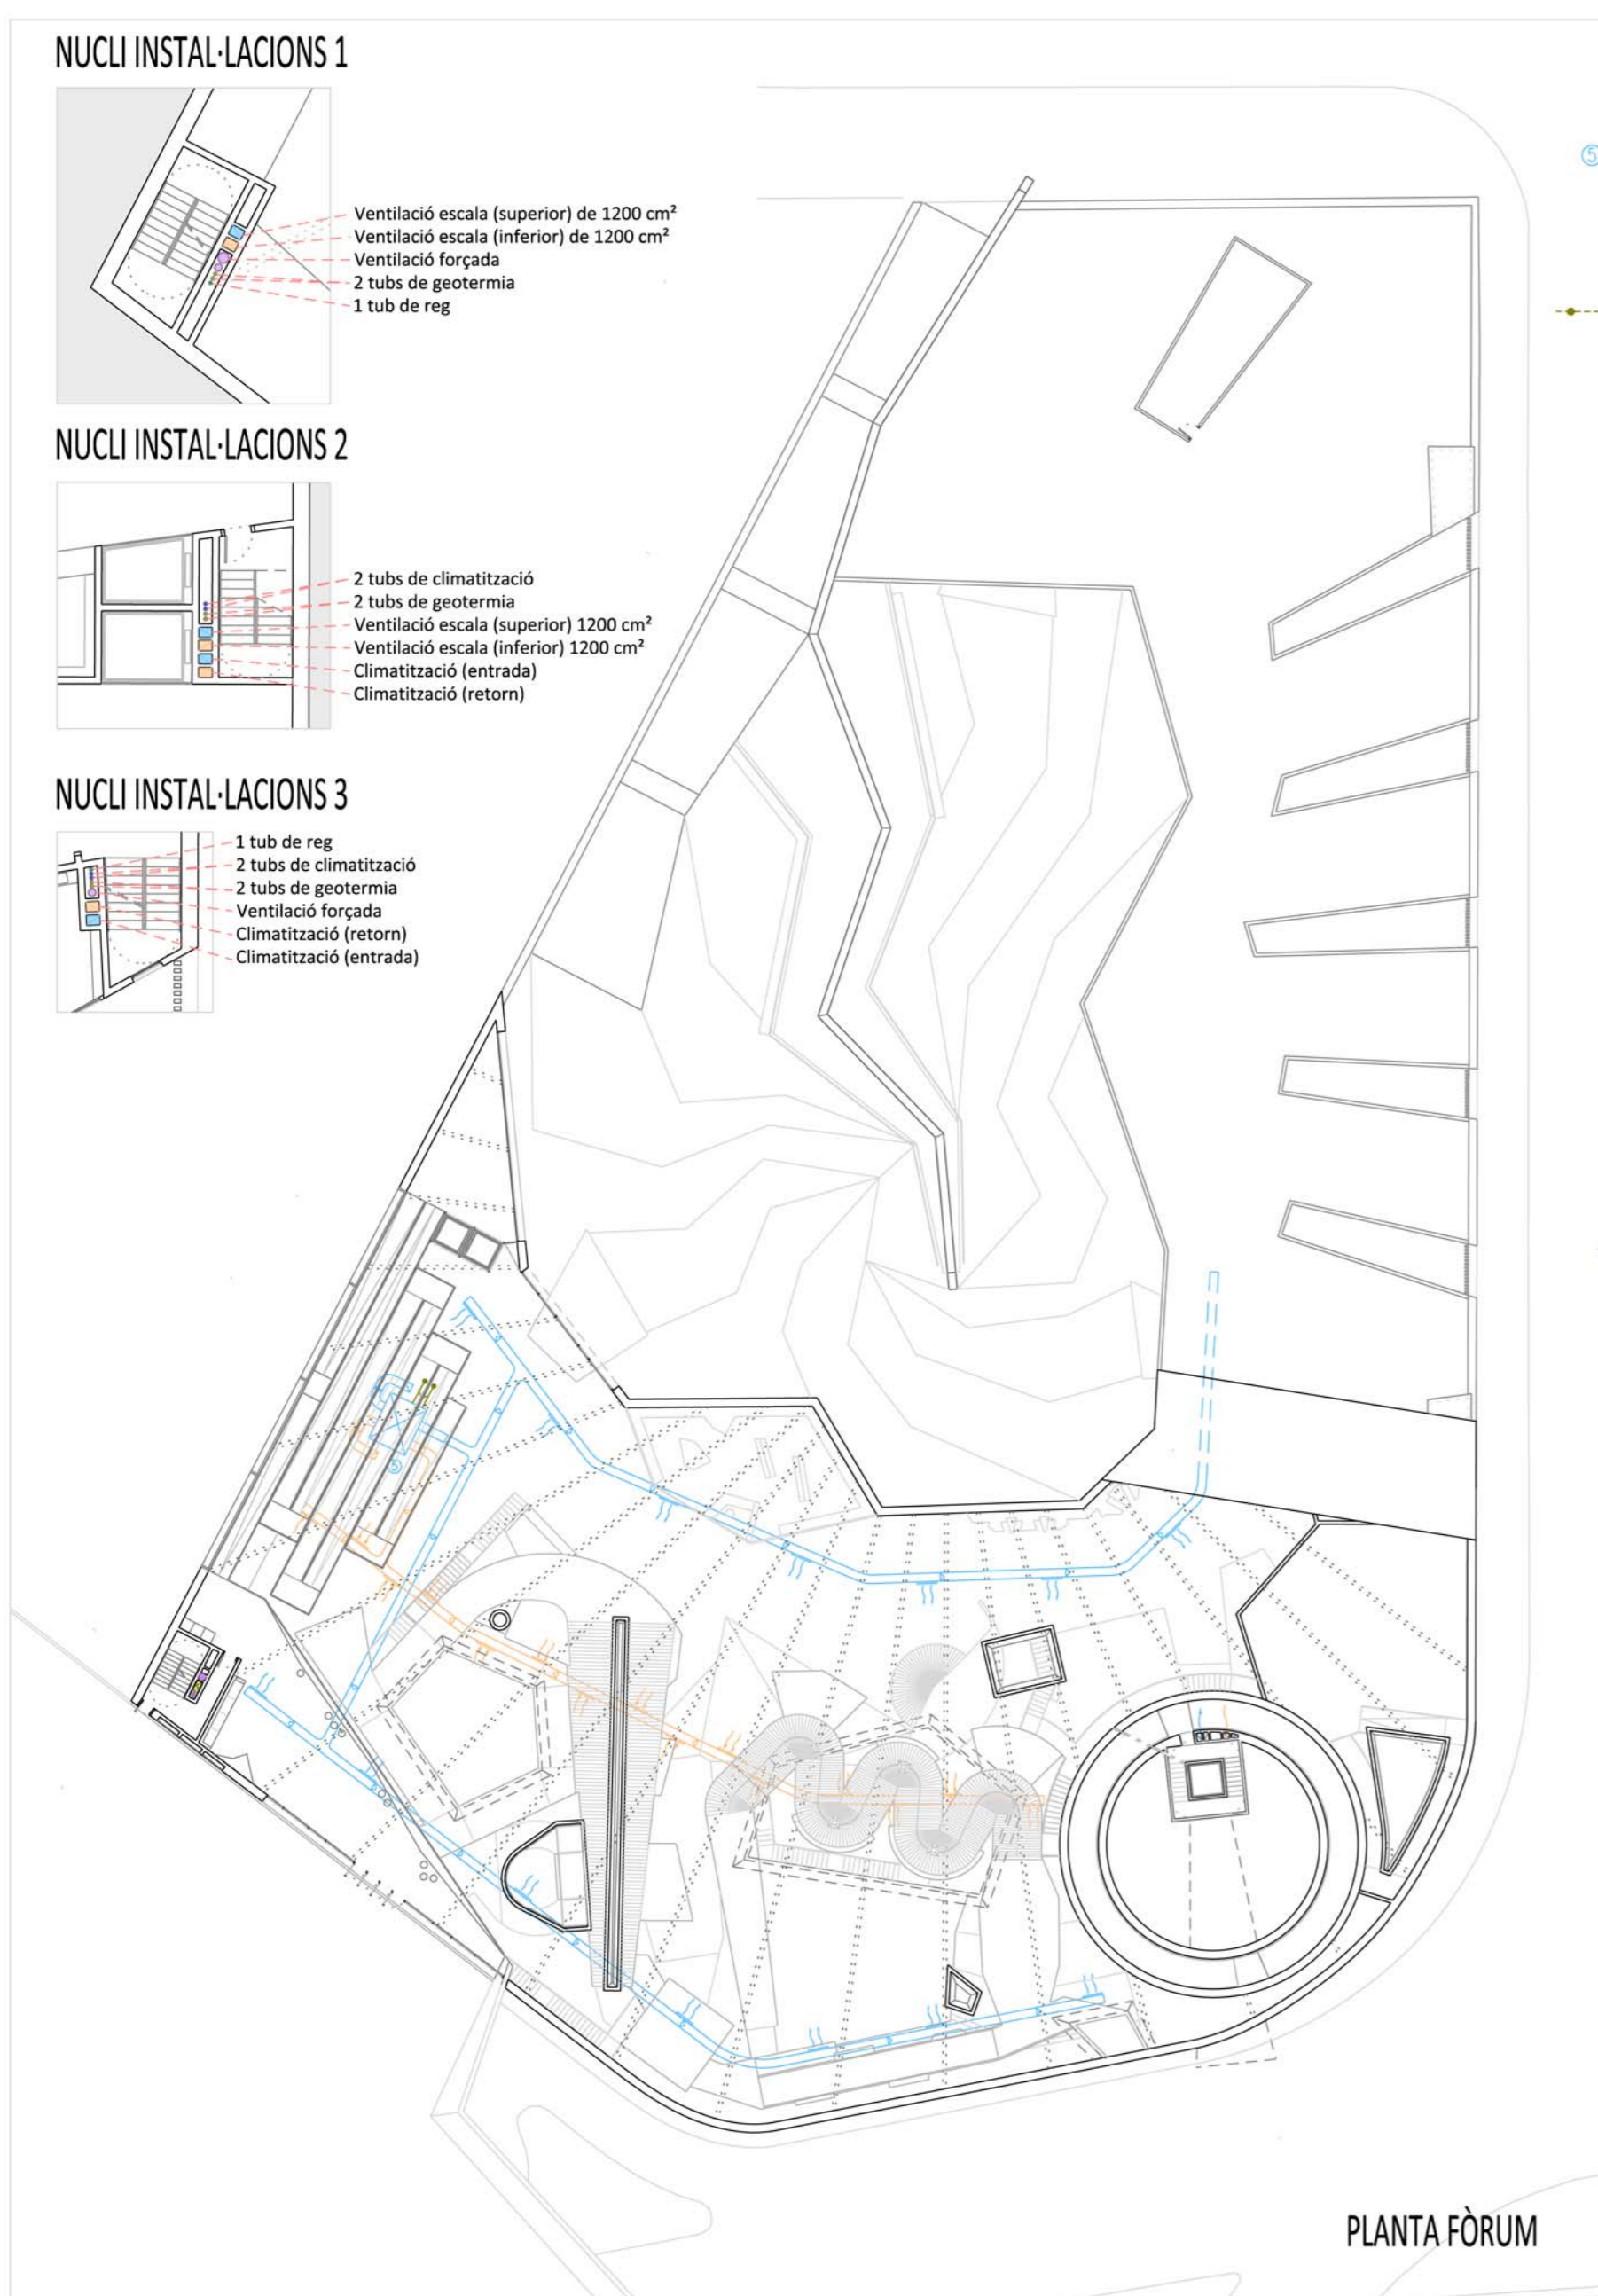 NUCLI INSTAL·LACIONS 1
Ventilació escala (superior) de 1200 cm²
Ventilació escala (inferior) de 1200 cm²
Ventilació forçada
2 tubs de geotermia
1 tub de reg
NUCLI INSTAL·LACIONS 2
2 tubs de climatització
2 tubs de geotermia
Ventilació escala (superior) 1200 cm²
Ventilació escala (inferior) 1200 cm²
Climatització (entrada)
Climatització (retorn)
NUCLI INSTAL·LACIONS 3
1 tub de reg
2 tubs de climatització
2 tubs de geotermia
Ventilació forçada
Climatització (retorn)
Climatització (entrada)
5
5
PLANTA FÒRUM